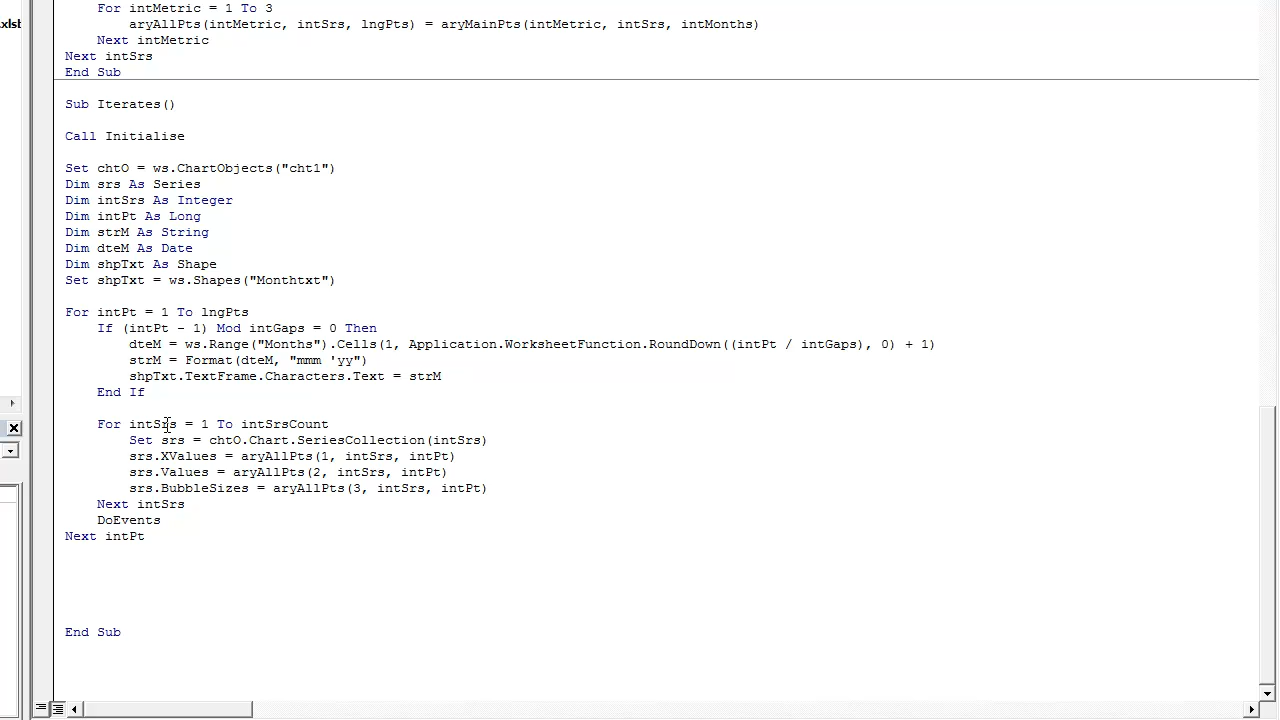 For intMetric = 1 To 3
.xlst
aryAllPts(intMetric, intSrs, lngPts) = aryMainPts(intMetric, intSrs, intMonths)
Next intMetric
Next intSrs
End Sub
Sub Iterates()
Call Initialise
Set chtO = ws.ChartObjects("cht1")
Dim srs As Series
Dim intSrs As Integer
Dim intPt As Long
Dim strM As String
Dim dteM As Date
Dim shpTxt As Shape
Set shpTxt = ws.Shapes("Monthtxt")
For intPt = 1 To lngPts
If (intPt - 1) Mod intGaps = 0 Then
dteM = ws.Range("Months").Cells(1, Application.WorksheetFunction.RoundDown((intPt / intGaps), 0) + 1)
strM = Format(dteM, "mmm 'yy")
shpTxt.TextFrame.Characters.Text = strM
End If
For intSrs = 1 To intSrsCount
Set srs = chtO.Chart.SeriesCollection(intSrs)
srs.XValues = aryAllPts(1, intSrs, intPt)
srs.Values = aryAllPts(2, intSrs, intPt)
srs.BubbleSizes = aryAllPts(3, intSrs, intPt)
Next intSrs
DoEvents
Next intPt
End Sub